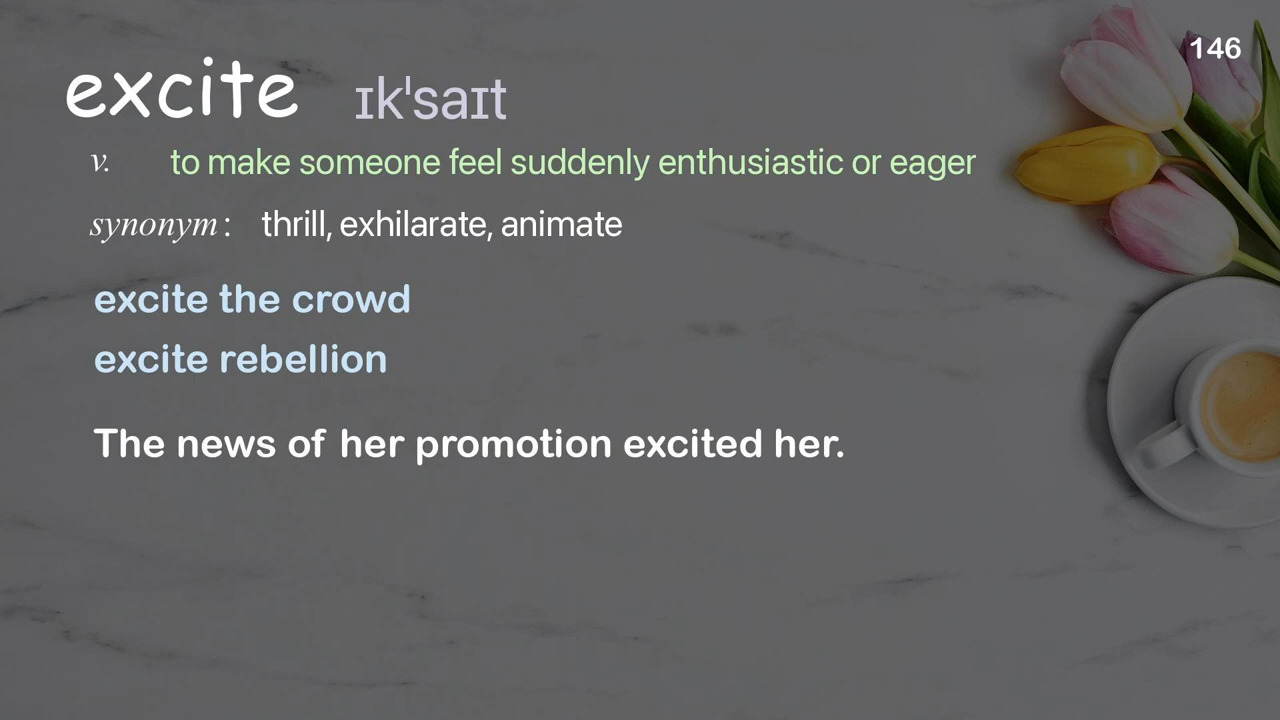 146
excite ɪkˈsaɪt
v. to make someone feel suddenly enthusiastic or eager
synonym: thrill, exhilarate, animate
excite the crowd
excite rebellion
The news of her promotion excited her.